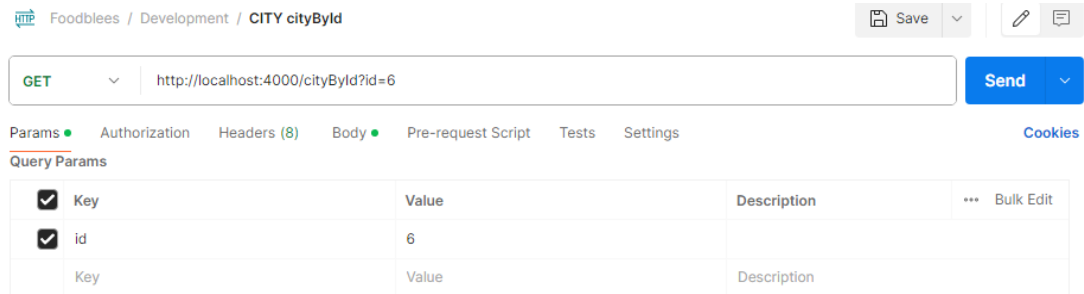 HTTP Foodblees / Development / CITY cityById Save
GET http://localhost:4000/cityById?id=6 Send
Params Authorization Headers (8) Body Pre-request Script Tests Settings Cookies
Query Params
Key Value Description ••• Bulk Edit
id 6
Key Value Description